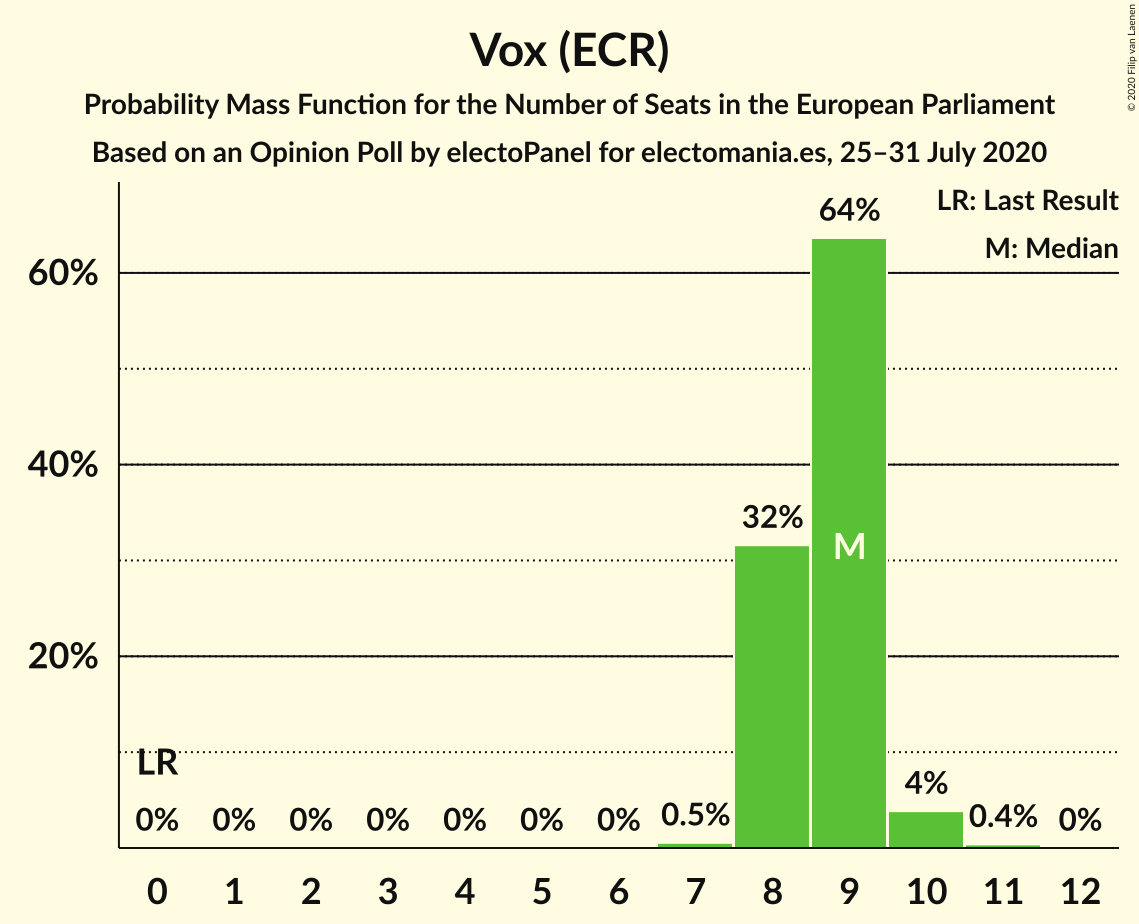 Vox (ECR)
Probability Mass Function for the Number of Seats in the European Parliament
Based on an Opinion Poll by electoPanel for electomania.es, 25–31 July 2020
© 2020 Filip van Laenen
LR: Last Result
M: Median
60%
40%
20%
LR
M
0% 0% 0% 0% 0% 0% 0% 0.5% 32% 64% 4% 0.4% 0%
0 1 2 3 4 5 6 7 8 9 10 11 12